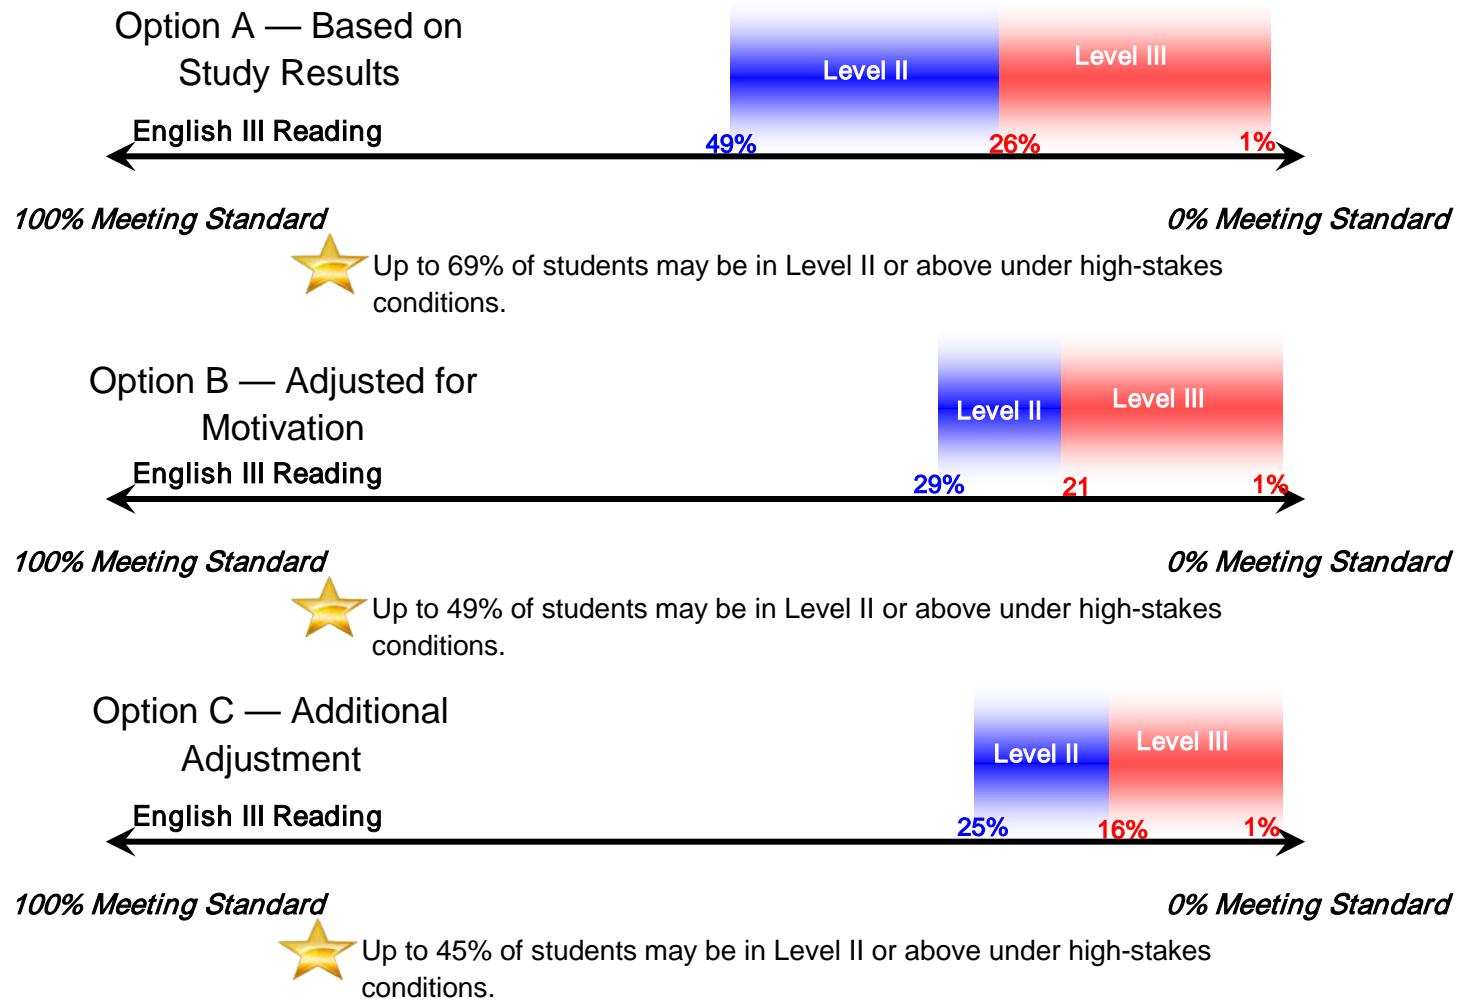 Option A — Based on
Study Results
Level II
Level III
English III Reading
49%
26%
1%
100% Meeting Standard
0% Meeting Standard
Up to 69% of students may be in Level II or above under high-stakes
conditions.
Option B — Adjusted for
Motivation
Level II
Level III
English III Reading
29%
21
1%
100% Meeting Standard
0% Meeting Standard
Up to 49% of students may be in Level II or above under high-stakes
conditions.
Option C — Additional
Adjustment
Level II
Level III
English III Reading
25%
16%
1%
100% Meeting Standard
0% Meeting Standard
Up to 45% of students may be in Level II or above under high-stakes
conditions.